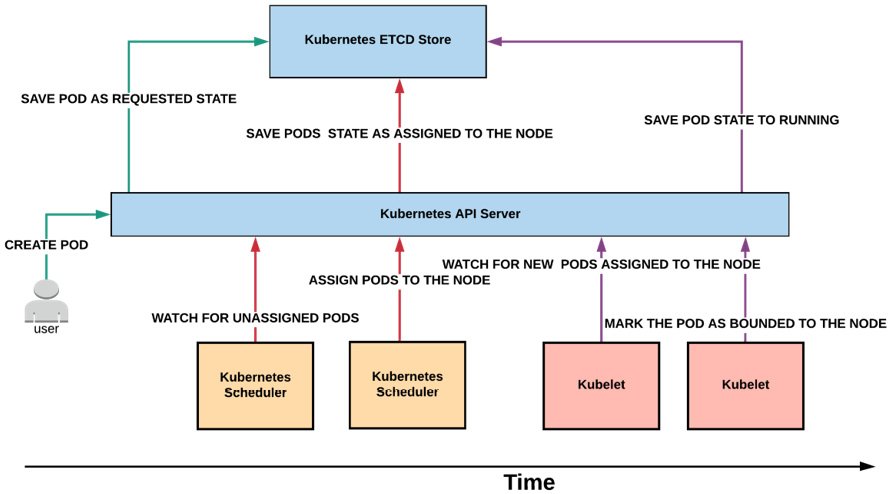 Kubernetes ETCD Store
SAVE POD AS REQUESTED STATE
SAVE PODS STATE AS ASSIGNED TO THE NODE
SAVE POD STATE TO RUNNING
Kubernetes API Server
CREATE POD
user
WATCH FOR UNASSIGNED PODS
ASSIGN PODS TO THE NODE
WATCH FOR NEW PODS ASSIGNED TO THE NODE
MARK THE POD AS BOUNDED TO THE NODE
Kubernetes
Scheduler
Kubernetes
Scheduler
Kubelet
Kubelet
Time